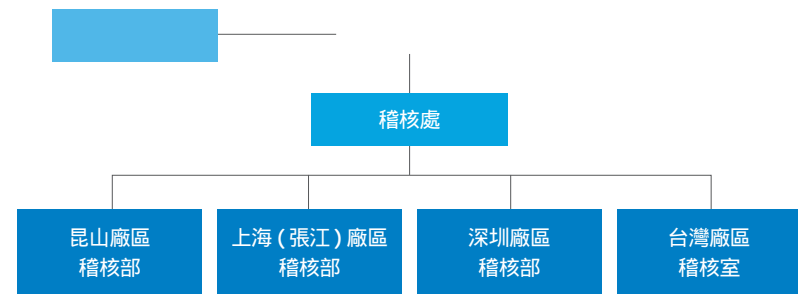 稽核處
昆山廠區
稽核部
上海 ( 張江 ) 廠區
稽核部
深圳廠區
稽核部
台灣廠區
稽核室